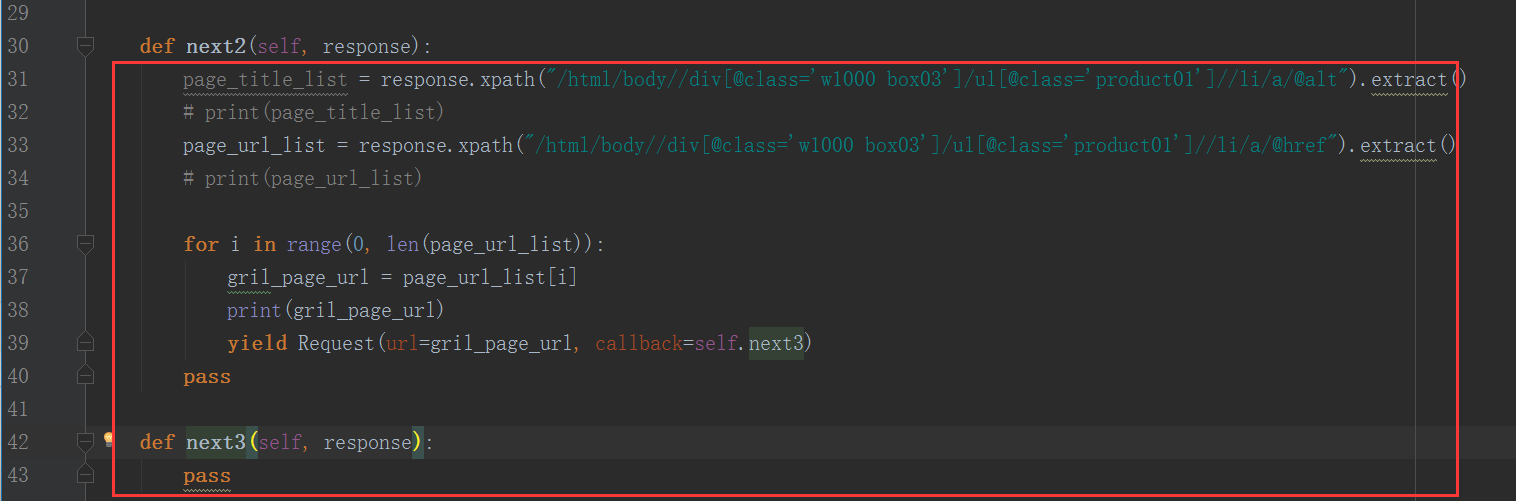 29
30 def next2(self, response):
31 page_title_list = response.xpath("/html/body//div[@class='w1000 box03']/ul[@class='product01']//li/a/@alt").extract()
32 # print(page_title_list)
33 page_url_list = response.xpath("/html/body//div[@class='w1000 box03']/ul[@class='product01']//li/a/@href").extract()
34 # print(page_url_list)
35
36 for i in range(0, len(page_url_list)):
37 gril_page_url = page_url_list[i]
38 print(gril_page_url)
39 yield Request(url=gril_page_url, callback=self.next3)
40 pass
41
42 def next3(self, response):
43 pass